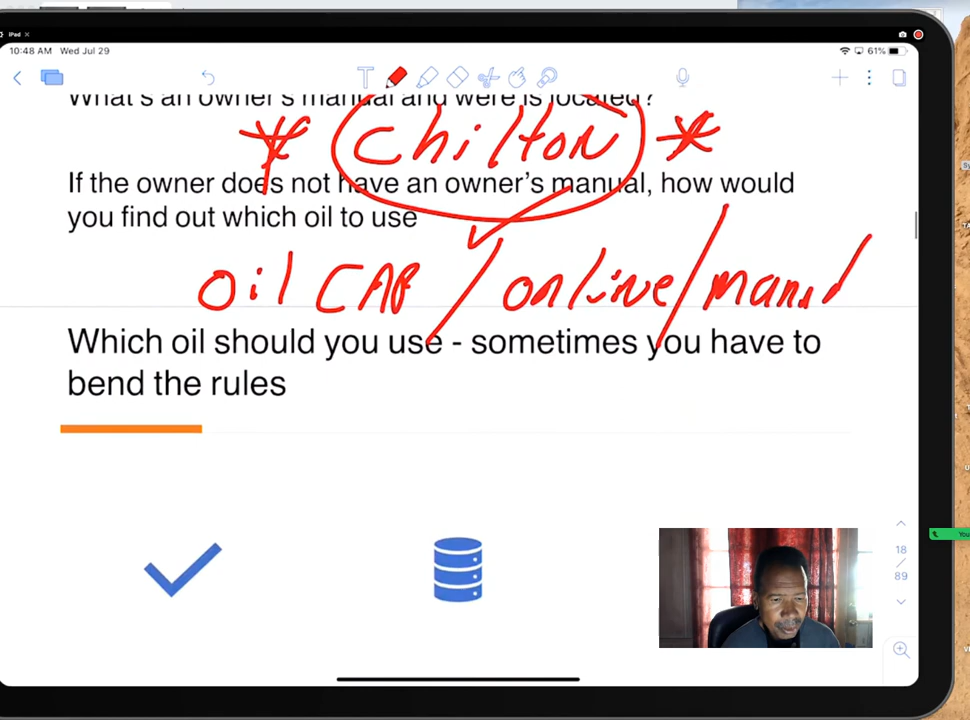 iPad ×
10:48 AM Wed Jul 29
61%
What's an owner's manual and were is located?
* Chilton *
If the owner does not have an owner's manual, how would
you find out which oil to use
oil CAP / online / manual
Which oil should you use - sometimes you have to
bend the rules
18
/
89
You